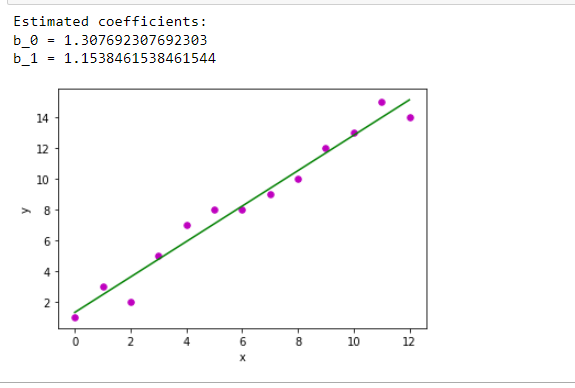 Estimated coefficients:
b_0 = 1.307692307692303
b_1 = 1.1538461538461544
14
12
10
8
6
4
2
y
0 2 4 6 8 10 12
x